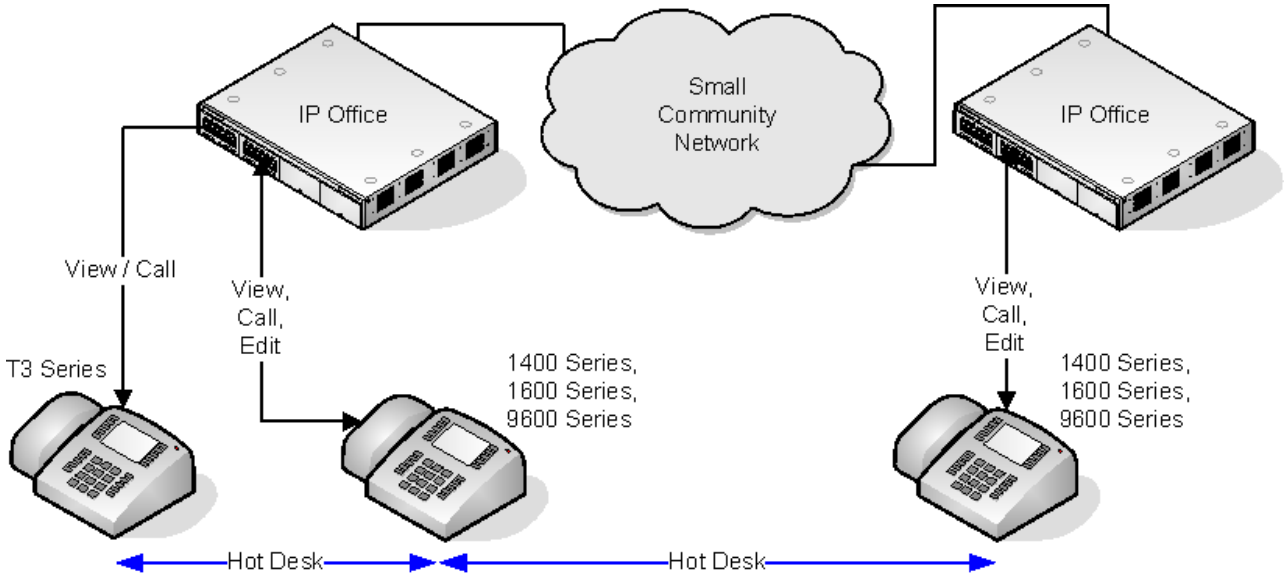 IP Office
Small
Community
Network
IP Office
View / Call
View,
Call,
Edit
View,
Call,
Edit
T3 Series
1400 Series,
1600 Series,
9600 Series
1400 Series,
1600 Series,
9600 Series
Hot Desk
Hot Desk